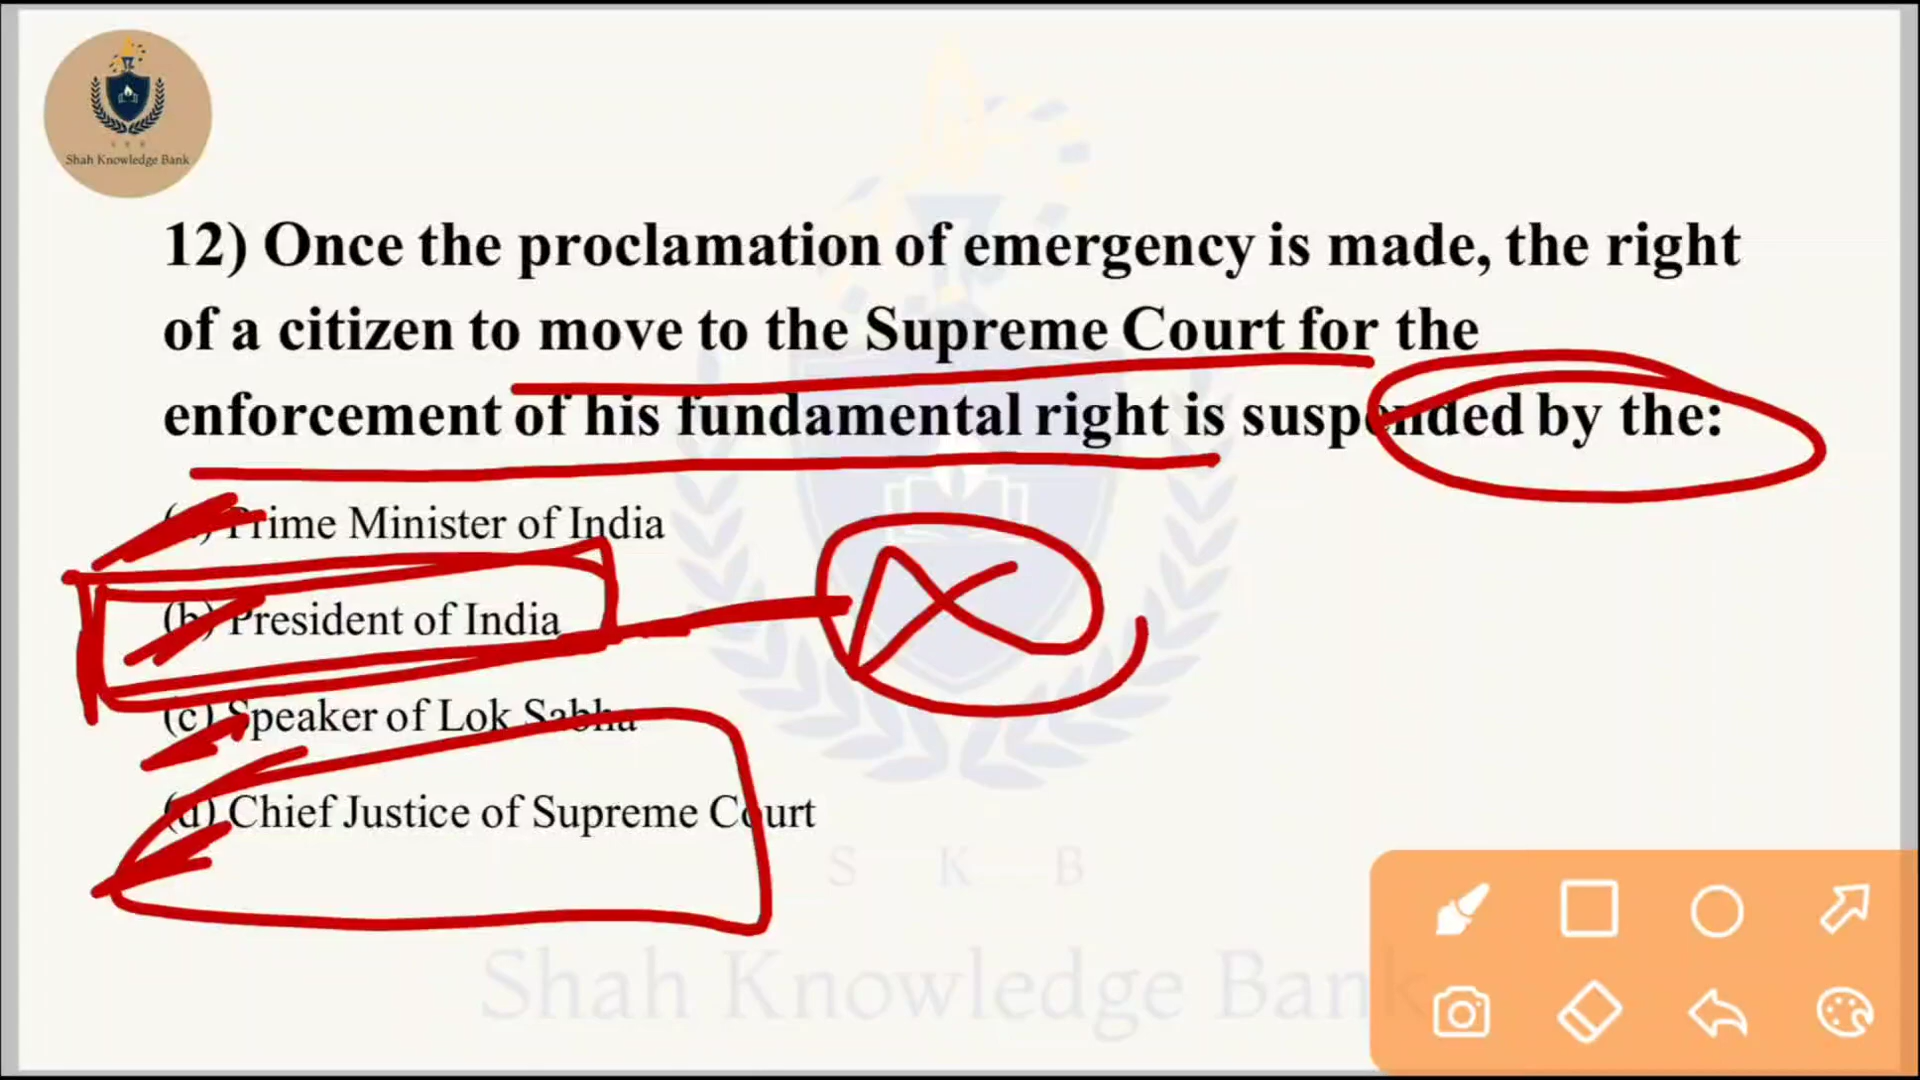 Shah Knowledge Bank
12) Once the proclamation of emergency is made, the right
of a citizen to move to the Supreme Court for the
enforcement of his fundamental right is suspended by the:
(a) Prime Minister of India
(b) President of India
(c) Speaker of Lok Sabha
(d) Chief Justice of Supreme Court
S K B
Shah Knowledge Bank